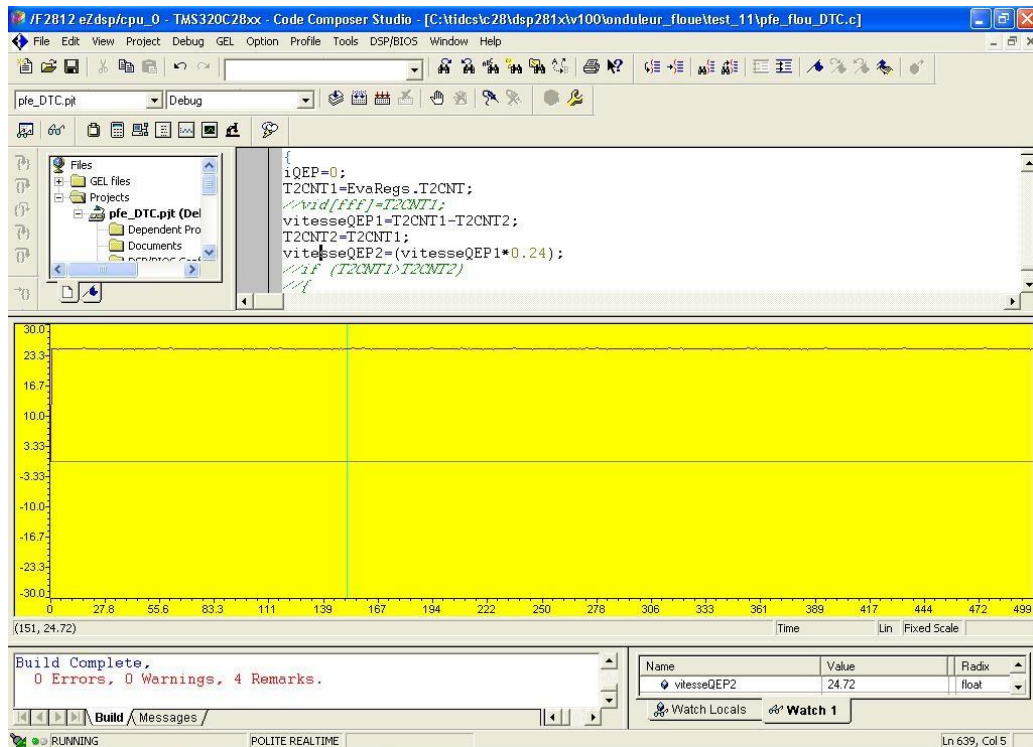 /F2812 eZdsp/cpu_0 - TMS320C28xx - Code Composer Studio - [C:\tidcs\c28\dsp281x\v100\onduleur_floue\test_11\pfe_flou_DTC.c]
File Edit View Project Debug GEL Option Profile Tools DSP/BIOS Window Help
pfe_DTC.pjt Debug
Files
GEL files
Projects
pfe_DTC.pjt (Del
Dependent Pro
Documents
{
iQEP=0;
T2CNT1=EvaRegs.T2CNT;
//vid[fff]=T2CNT1;
vitesseQEP1=T2CNT1-T2CNT2;
T2CNT2=T2CNT1;
vitesseQEP2=(vitesseQEP1*0.24);
//if (T2CNT1>T2CNT2)
//{
30.0
23.3
16.7
10.0
3.33
-3.33
-10.0
-16.7
-23.3
-30.0
0 27.8 55.6 83.3 111 139 167 194 222 250 278 306 333 361 389 417 444 472 499
(151, 24.72) Time Lin Fixed Scale
Build Complete,
0 Errors, 0 Warnings, 4 Remarks.
Build Messages
Name Value Radix
vitesseQEP2 24.72 float
Watch Locals Watch 1
RUNNING POLITE REALTIME Ln 639, Col 5